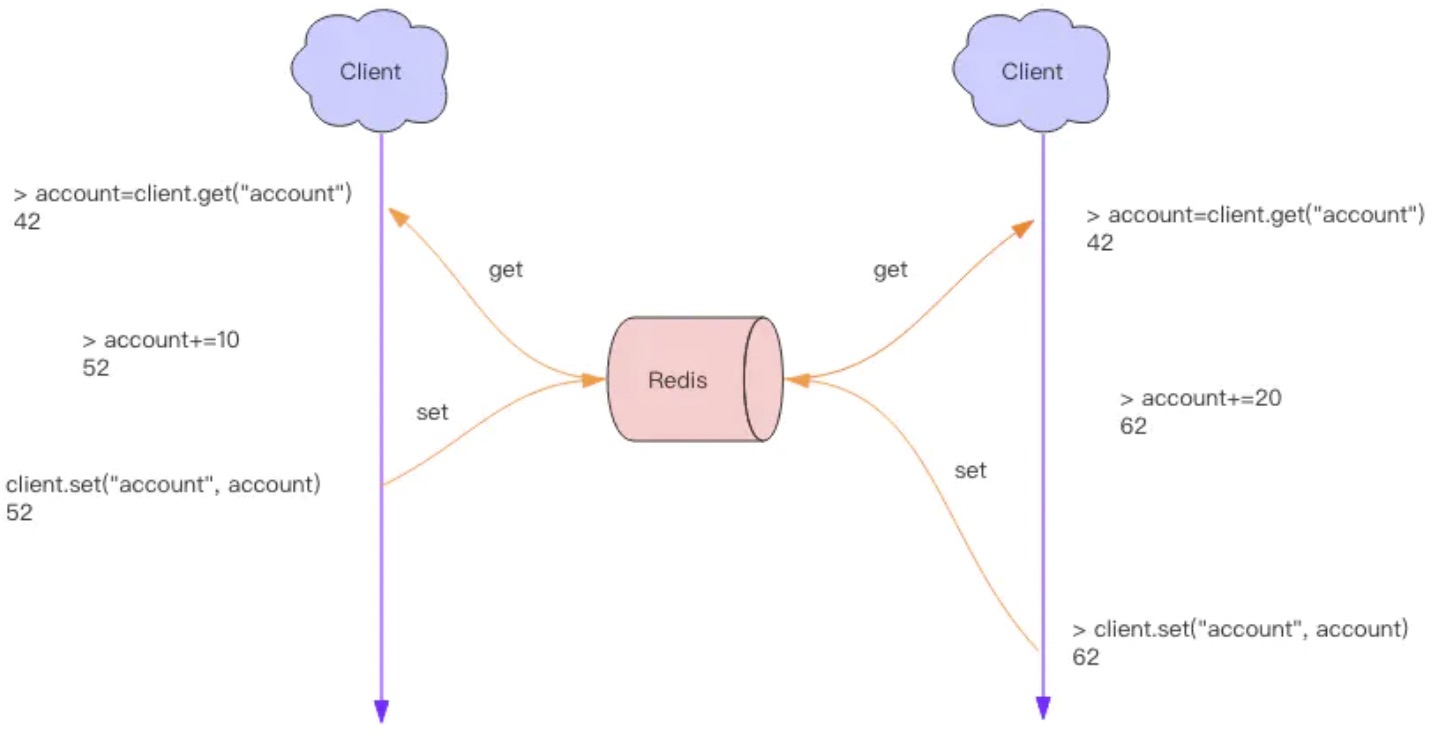 Client
Client
> account=client.get("account")
42
> account=client.get("account")
42
get
get
> account+=10
52
Redis
> account+=20
62
set
set
client.set("account", account)
52
> client.set("account", account)
62